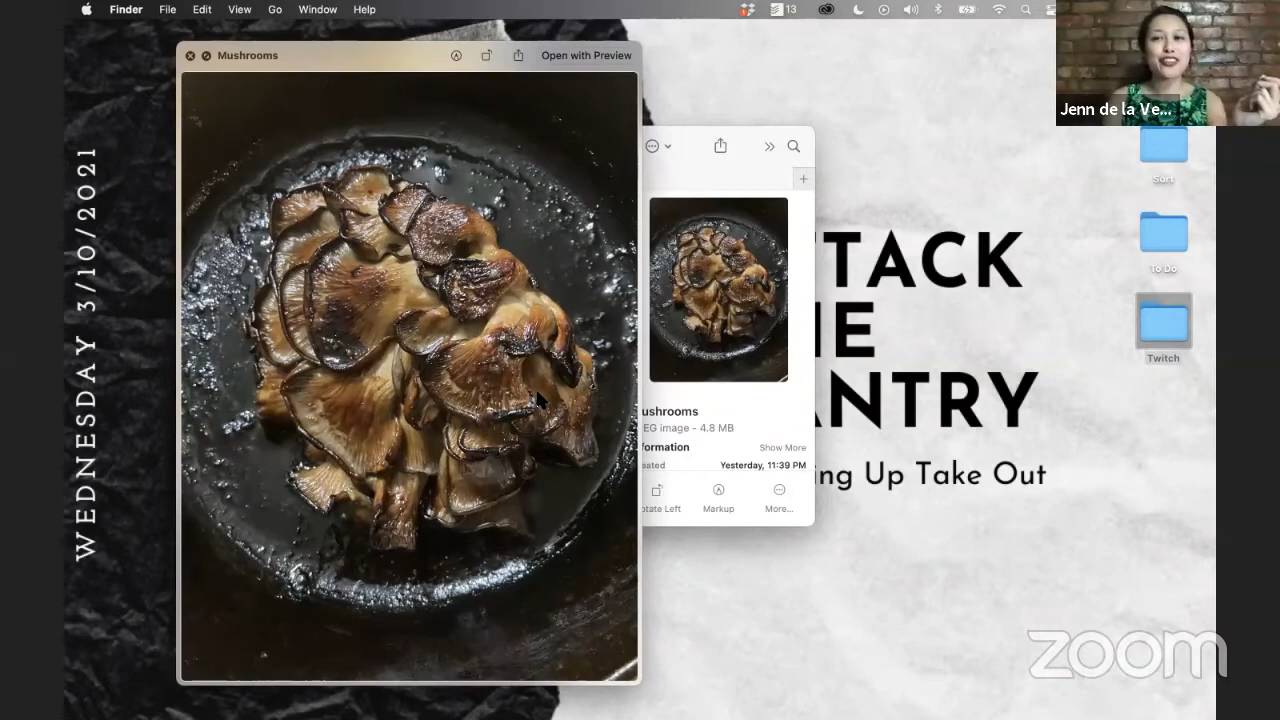 Finder File Edit View Go Window Help
13
Mushrooms
Open with Preview
Jenn de la Ve...
WEDNESDAY 3/10/2021
Sort
To Do
Twitch
TACK
ANTRY
ing Up Take Out
ushrooms
EG image - 4.8 MB
formation Show More
eated Yesterday, 11:39 PM
otate Left Markup More...
zoom